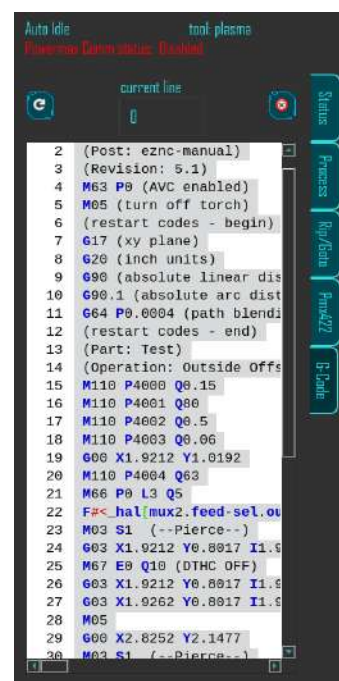 Auto Idle
tool: plasma
Powermax Comm status: Disabled
current line
0
Status
Process
Rip/Goto
Pmx422
G-Code
2 (Post: eznc-manual)
3 (Revision: 5.1)
4 M63 P0 (AVC enabled)
5 M05 (turn off torch)
6 (restart codes - begin)
7 G17 (xy plane)
8 G20 (inch units)
9 G90 (absolute linear dis
10 G90.1 (absolute arc dist
11 G64 P0.0004 (path blendi
12 (restart codes - end)
13 (Part: Test)
14 (Operation: Outside Offs
15 M110 P4000 Q0.15
16 M110 P4001 Q80
17 M110 P4002 Q0.5
18 M110 P4003 Q0.06
19 G00 X1.9212 Y1.0192
20 M110 P4004 Q63
21 M66 P0 L3 Q5
22 F#<_hal[mux2.feed-sel.ou
23 M03 S1 (--Pierce--)
24 G03 X1.9212 Y0.8017 I1.9
25 M67 E0 Q10 (DTHC OFF)
26 G03 X1.9212 Y0.8017 I1.9
27 G03 X1.9262 Y0.8017 I1.9
28 M05
29 G00 X2.8252 Y2.1477
30 M03 S1 (--Pierce--)